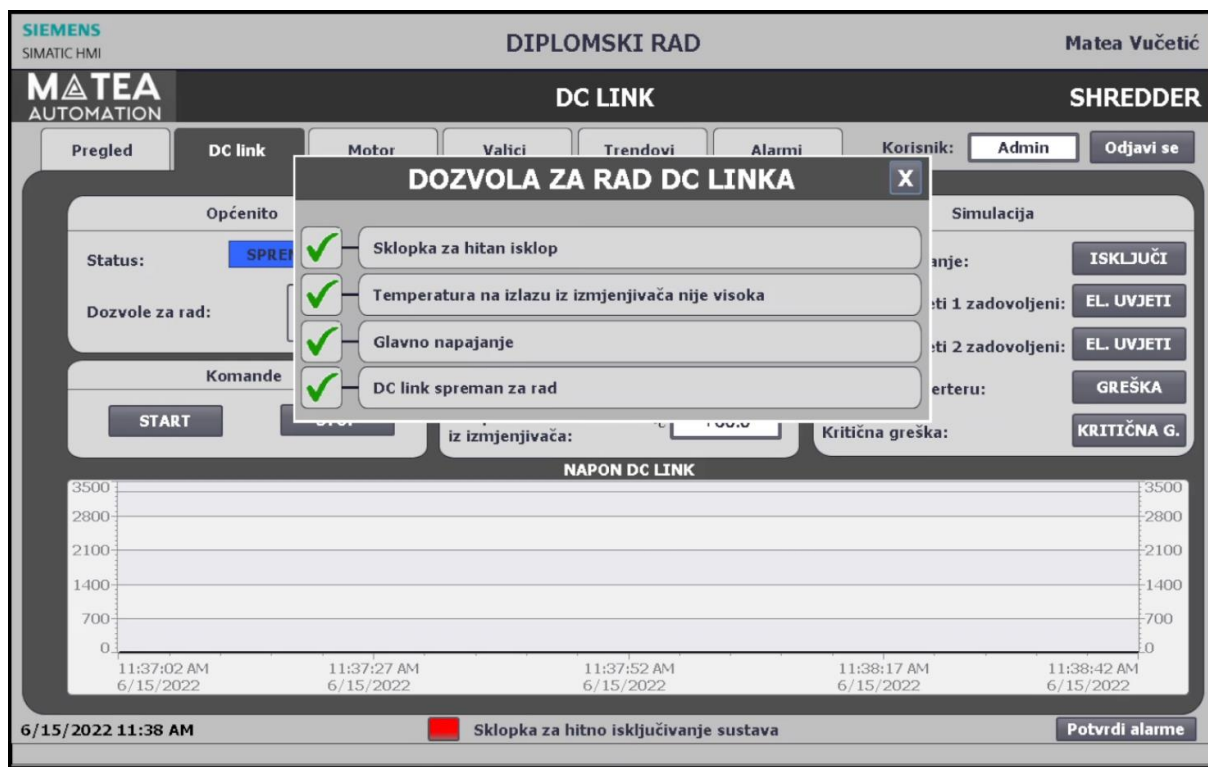 SIEMENS
SIMATIC HMI
DIPLOMSKI RAD
Matea Vučetić
MATEA
AUTOMATION
DC LINK
SHREDDER
Pregled
DC link
Motor
Valjci
Trendovi
Alarmi
Korisnik:
Admin
Odjavi se
DOZVOLA ZA RAD DC LINKA
X
Sklopka za hitan isklop
Temperatura na izlazu iz izmjenjivača nije visoka
Glavno napajanje
DC link spreman za rad
Općenito
Status:
Dozvole za rad:
Komande
START
iz izmjenjivača:
Simulacija
ISKLJUČI
1 zadovoljeni:
EL. UVJETI
2 zadovoljeni:
EL. UVJETI
GREŠKA
Kritična greška:
KRITIČNA G.
NAPON DC LINK
3500 3500
2800 2800
2100 2100
1400 1400
700 700
0 0
11:37:02 AM 11:37:27 AM 11:37:52 AM 11:38:17 AM 11:38:42 AM
6/15/2022 6/15/2022 6/15/2022 6/15/2022 6/15/2022
6/15/2022 11:38 AM
Sklopka za hitno isključivanje sustava
Potvrdi alarme